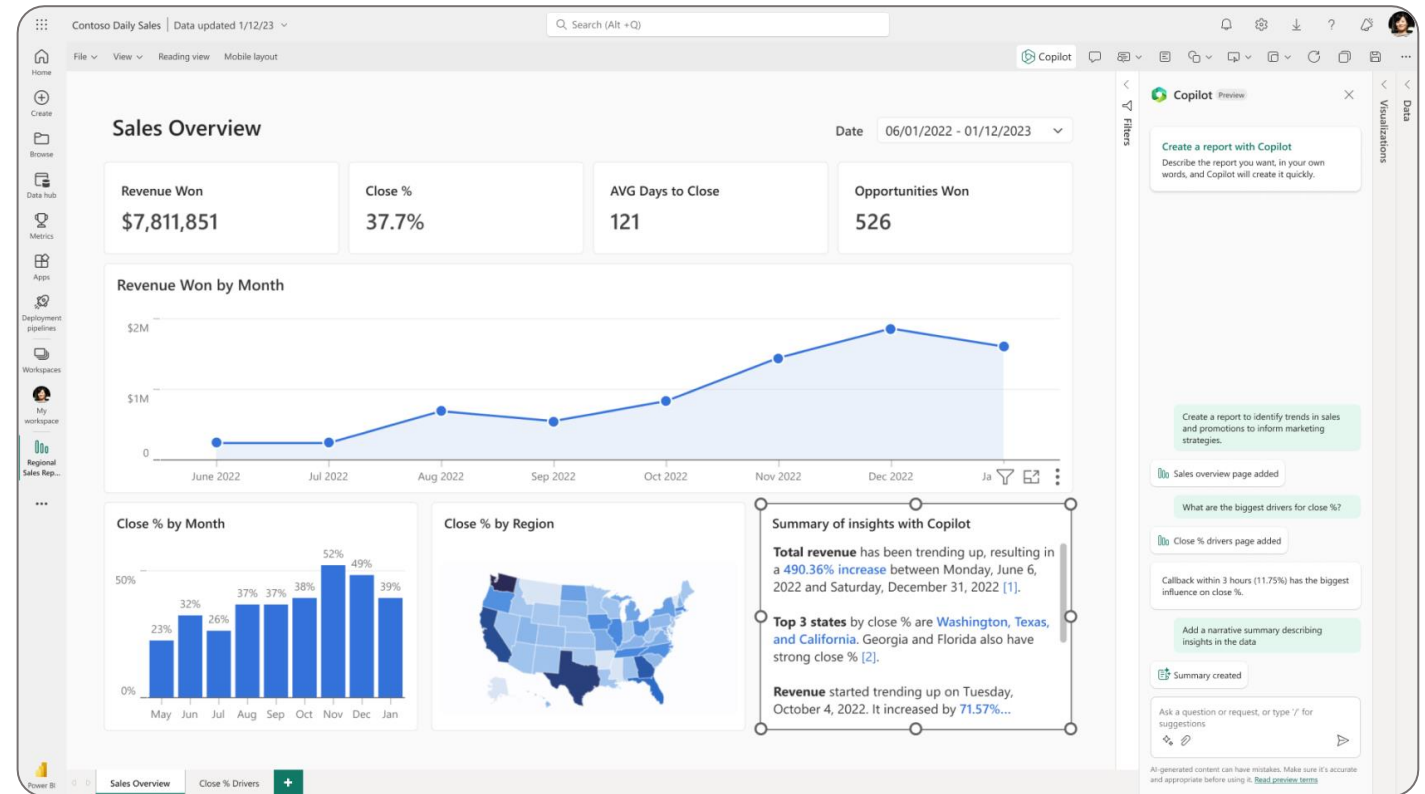 Contoso Daily Sales | Data updated 1/12/23
Search (Alt +Q)
File View Reading view Mobile layout
Copilot
Home
Create
Browse
Data hub
Metrics
Apps
Deployment
pipelines
Workspaces
My
workspace
Regional
Sales Rep...
Power BI
Sales Overview
Date 06/01/2022 - 01/12/2023
Revenue Won
$7,811,851
Close %
37.7%
AVG Days to Close
121
Opportunities Won
526
Revenue Won by Month
$2M
$1M
0
June 2022 Jul 2022 Aug 2022 Sep 2022 Oct 2022 Nov 2022 Dec 2022 Ja
Close % by Month
50%
0%
23% 32% 26% 37% 37% 38% 52% 49% 39%
May Jun Jul Aug Sep Oct Nov Dec Jan
Close % by Region
Summary of insights with Copilot
Total revenue has been trending up, resulting in
a 490.36% increase between Monday, June 6,
2022 and Saturday, December 31, 2022 [1].
Top 3 states by close % are Washington, Texas,
and California. Georgia and Florida also have
strong close % [2].
Revenue started trending up on Tuesday,
October 4, 2022. It increased by 71.57%...
Sales Overview Close % Drivers +
Filters
Copilot Preview
Create a report with Copilot
Describe the report you want, in your own
words, and Copilot will create it quickly.
Create a report to identify trends in sales
and promotions to inform marketing
strategies.
Sales overview page added
What are the biggest drivers for close %?
Close % drivers page added
Callback within 3 hours (11.75%) has the biggest
influence on close %.
Add a narrative summary describing
insights in the data
Summary created
Ask a question or request, or type '/' for
suggestions
AI-generated content can have mistakes. Make sure it's accurate
and appropriate before using it. Read preview terms
Visualizations
Data